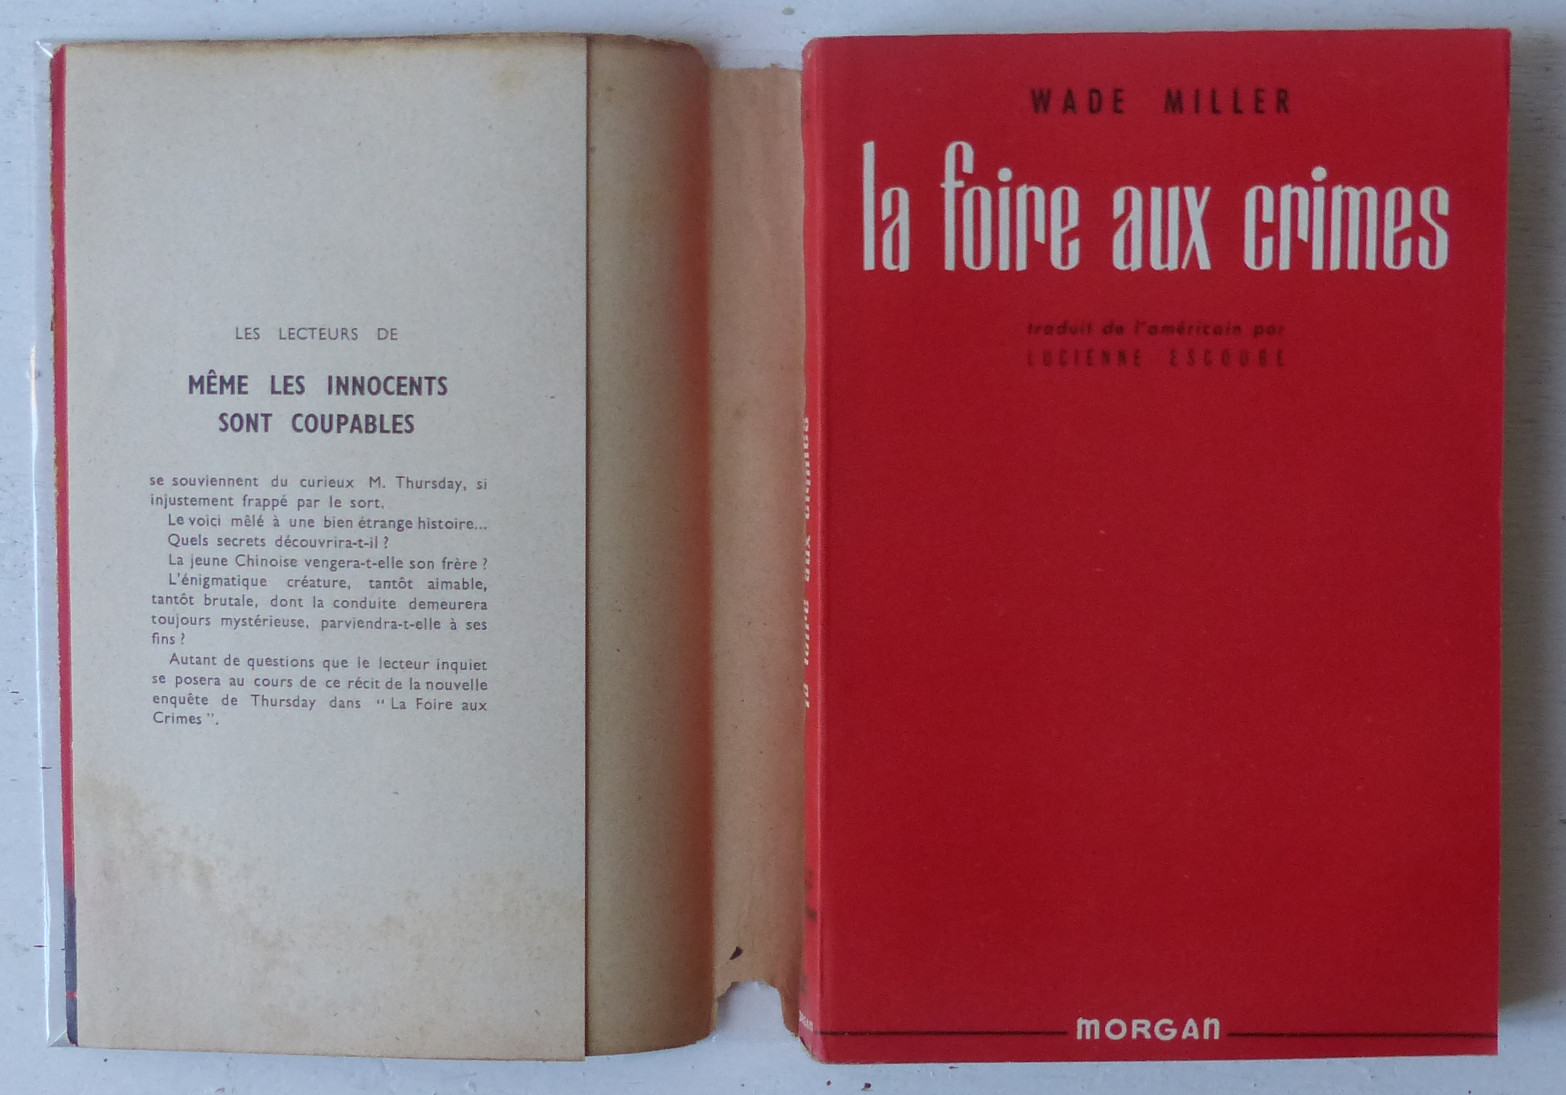 LES LECTEURS DE
MÊME LES INNOCENTS
SONT COUPABLES
se souviennent du curieux M. Thursday, si
injustement frappé par le sort.
Le voici mêlé à une bien étrange histoire...
Quels secrets découvrira-t-il ?
La jeune Chinoise vengera-t-elle son frère ?
L'énigmatique créature, tantôt aimable,
tantôt brutale, dont la conduite demeurera
toujours mystérieuse, parviendra-t-elle à ses
fins ?
Autant de questions que le lecteur inquiet
se posera au cours de ce récit de la nouvelle
enquête de Thursday dans “ La Foire aux
Crimes ”.
la foire aux crimes
WADE MILLER
la foire aux crimes
traduit de l'américain par
LUCIENNE ESCOUBE
MORGAN